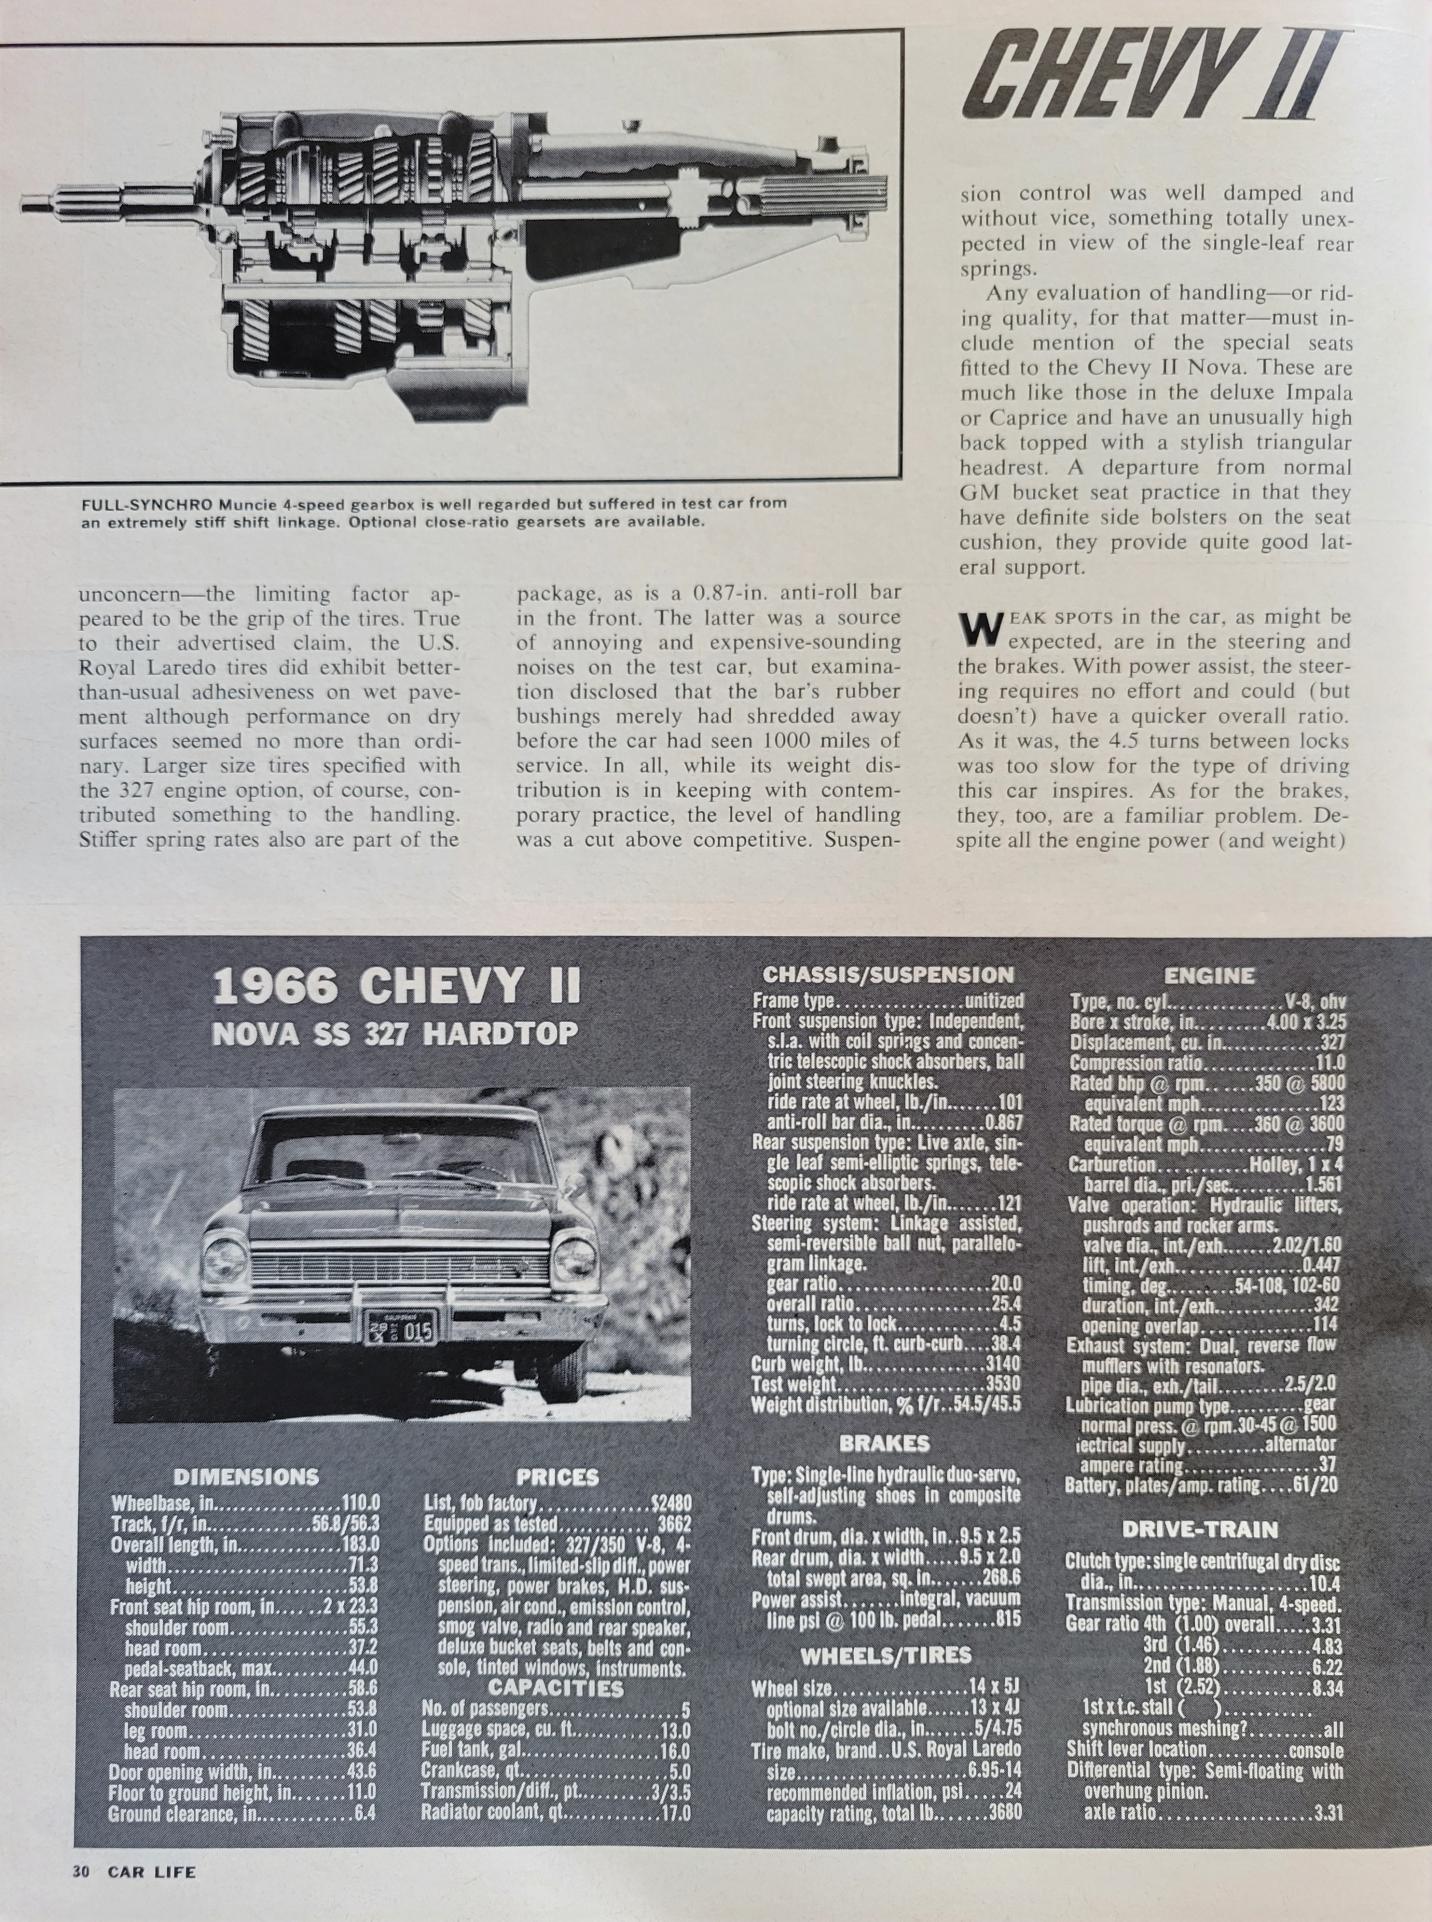 CHEVY II
FULL-SYNCHRO Muncie 4-speed gearbox is well regarded but suffered in test car from
an extremely stiff shift linkage. Optional close-ratio gearsets are available.
unconcern—the limiting factor ap-
peared to be the grip of the tires. True
to their advertised claim, the U.S.
Royal Laredo tires did exhibit better-
than-usual adhesiveness on wet pave-
ment although performance on dry
surfaces seemed no more than ordi-
nary. Larger size tires specified with
the 327 engine option, of course, con-
tributed something to the handling.
Stiffer spring rates also are part of the
package, as is a 0.87-in. anti-roll bar
in the front. The latter was a source
of annoying and expensive-sounding
noises on the test car, but examina-
tion disclosed that the bar's rubber
bushings merely had shredded away
before the car had seen 1000 miles of
service. In all, while its weight dis-
tribution is in keeping with contem-
porary practice, the level of handling
was a cut above competitive. Suspen-
sion control was well damped and
without vice, something totally unex-
pected in view of the single-leaf rear
springs.
Any evaluation of handling—or rid-
ing quality, for that matter—must in-
clude mention of the special seats
fitted to the Chevy II Nova. These are
much like those in the deluxe Impala
or Caprice and have an unusually high
back topped with a stylish triangular
headrest. A departure from normal
GM bucket seat practice in that they
have definite side bolsters on the seat
cushion, they provide quite good lat-
eral support.
WEAK SPOTS in the car, as might be
expected, are in the steering and
the brakes. With power assist, the steer-
ing requires no effort and could (but
doesn't) have a quicker overall ratio.
As it was, the 4.5 turns between locks
was too slow for the type of driving
this car inspires. As for the brakes,
they, too, are a familiar problem. De-
spite all the engine power (and weight)
1966 CHEVY II
NOVA SS 327 HARDTOP
015
DIMENSIONS
Wheelbase, in.................110.0
Track, f/r, in..............56.8/56.3
Overall length, in..............183.0
width........................71.3
height.......................53.8
Front seat hip room, in......2 x 23.3
shoulder room................55.3
head room....................37.2
pedal-seatback, max..........44.0
Rear seat hip room, in..........58.6
shoulder room................53.8
leg room.....................31.0
head room....................36.4
Door opening width, in..........43.6
Floor to ground height, in.......11.0
Ground clearance, in.............6.4
PRICES
List, fob factory..............$2480
Equipped as tested............ 3662
Options included: 327/350 V-8, 4-
speed trans., limited-slip diff., power
steering, power brakes, H.D. sus-
pension, air cond., emission control,
smog valve, radio and rear speaker,
deluxe bucket seats, belts and con-
sole, tinted windows, instruments.
CAPACITIES
No. of passengers.................5
Luggage space, cu. ft...........13.0
Fuel tank, gal..................16.0
Crankcase, qt....................5.0
Transmission/diff., pt..........3/3.5
Radiator coolant, qt............17.0
CHASSIS/SUSPENSION
Frame type................unitized
Front suspension type: Independent,
s.l.a. with coil springs and concen-
tric telescopic shock absorbers, ball
joint steering knuckles.
ride rate at wheel, lb./in.......101
anti-roll bar dia., in..........0.867
Rear suspension type: Live axle, sin-
gle leaf semi-elliptic springs, tele-
scopic shock absorbers.
ride rate at wheel, lb./in.......121
Steering system: Linkage assisted,
semi-reversible ball nut, parallelo-
gram linkage.
gear ratio....................20.0
overall ratio.................25.4
turns, lock to lock.............4.5
turning circle, ft. curb-curb....38.4
Curb weight, lb................3140
Test weight....................3530
Weight distribution, % f/r..54.5/45.5
BRAKES
Type: Single-line hydraulic duo-servo,
self-adjusting shoes in composite
drums.
Front drum, dia. x width, in..9.5 x 2.5
Rear drum, dia. x width.....9.5 x 2.0
total swept area, sq. in.......268.6
Power assist.......integral, vacuum
line psi @ 100 lb. pedal.......815
WHEELS/TIRES
Wheel size.................14 x 5J
optional size available......13 x 4J
bolt no./circle dia., in.......5/4.75
Tire make, brand..U.S. Royal Laredo
size......................6.95-14
recommended inflation, psi.....24
capacity rating, total lb.......3680
ENGINE
Type, no. cyl...............V-8, ohv
Bore x stroke, in.........4.00 x 3.25
Displacement, cu. in.............327
Compression ratio..............11.0
Rated bhp @ rpm.......350 @ 5800
equivalent mph................123
Rated torque @ rpm....360 @ 3600
equivalent mph.................79
Carburetion............Holley, 1 x 4
barrel dia., pri./sec..........1.561
Valve operation: Hydraulic lifters,
pushrods and rocker arms.
valve dia., int./exh.......2.02/1.60
lift, int./exh................0.447
timing, deg.........54-108, 102-60
duration, int./exh.............342
opening overlap...............114
Exhaust system: Dual, reverse flow
mufflers with resonators.
pipe dia., exh./tail.........2.5/2.0
Lubrication pump type..........gear
normal press. @ rpm.30-45 @ 1500
lectrical supply..........alternator
ampere rating..................37
Battery, plates/amp. rating....61/20
DRIVE-TRAIN
Clutch type: single centrifugal dry disc
dia., in......................10.4
Transmission type: Manual, 4-speed.
Gear ratio 4th (1.00) overall.....3.31
3rd (1.46)............4.83
2nd (1.88)............6.22
1st (2.52)............8.34
1st x t.c. stall ( )............
synchronous meshing?..........all
Shift lever location..........console
Differential type: Semi-floating with
overhung pinion.
axle ratio.....................3.31
30 CAR LIFE